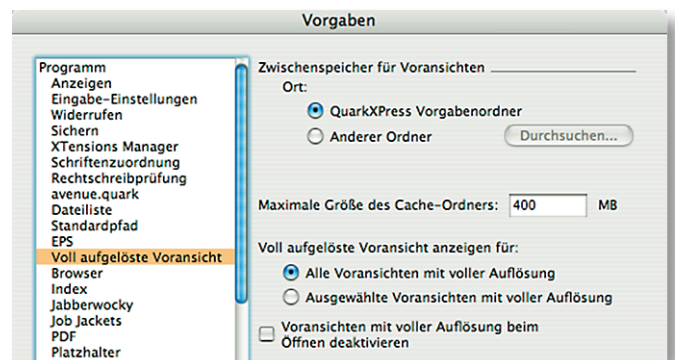 Vorgaben
Programm
Anzeigen
Eingabe-Einstellungen
Widerrufen
Sichern
XTensions Manager
Schriftenzuordnung
Rechtschreibprüfung
avenue.quark
Dateiliste
Standardpfad
EPS
Voll aufgelöste Voransicht
Browser
Index
Jabberwocky
Job Jackets
PDF
Platzhalter
Zwischenspeicher für Voransichten
Ort:
QuarkXPress Vorgabenordner
Anderer Ordner
Durchsuchen...
Maximale Größe des Cache-Ordners: 400 MB
Voll aufgelöste Voransicht anzeigen für:
Alle Voransichten mit voller Auflösung
Ausgewählte Voransichten mit voller Auflösung
Voransichten mit voller Auflösung beim
Öffnen deaktivieren